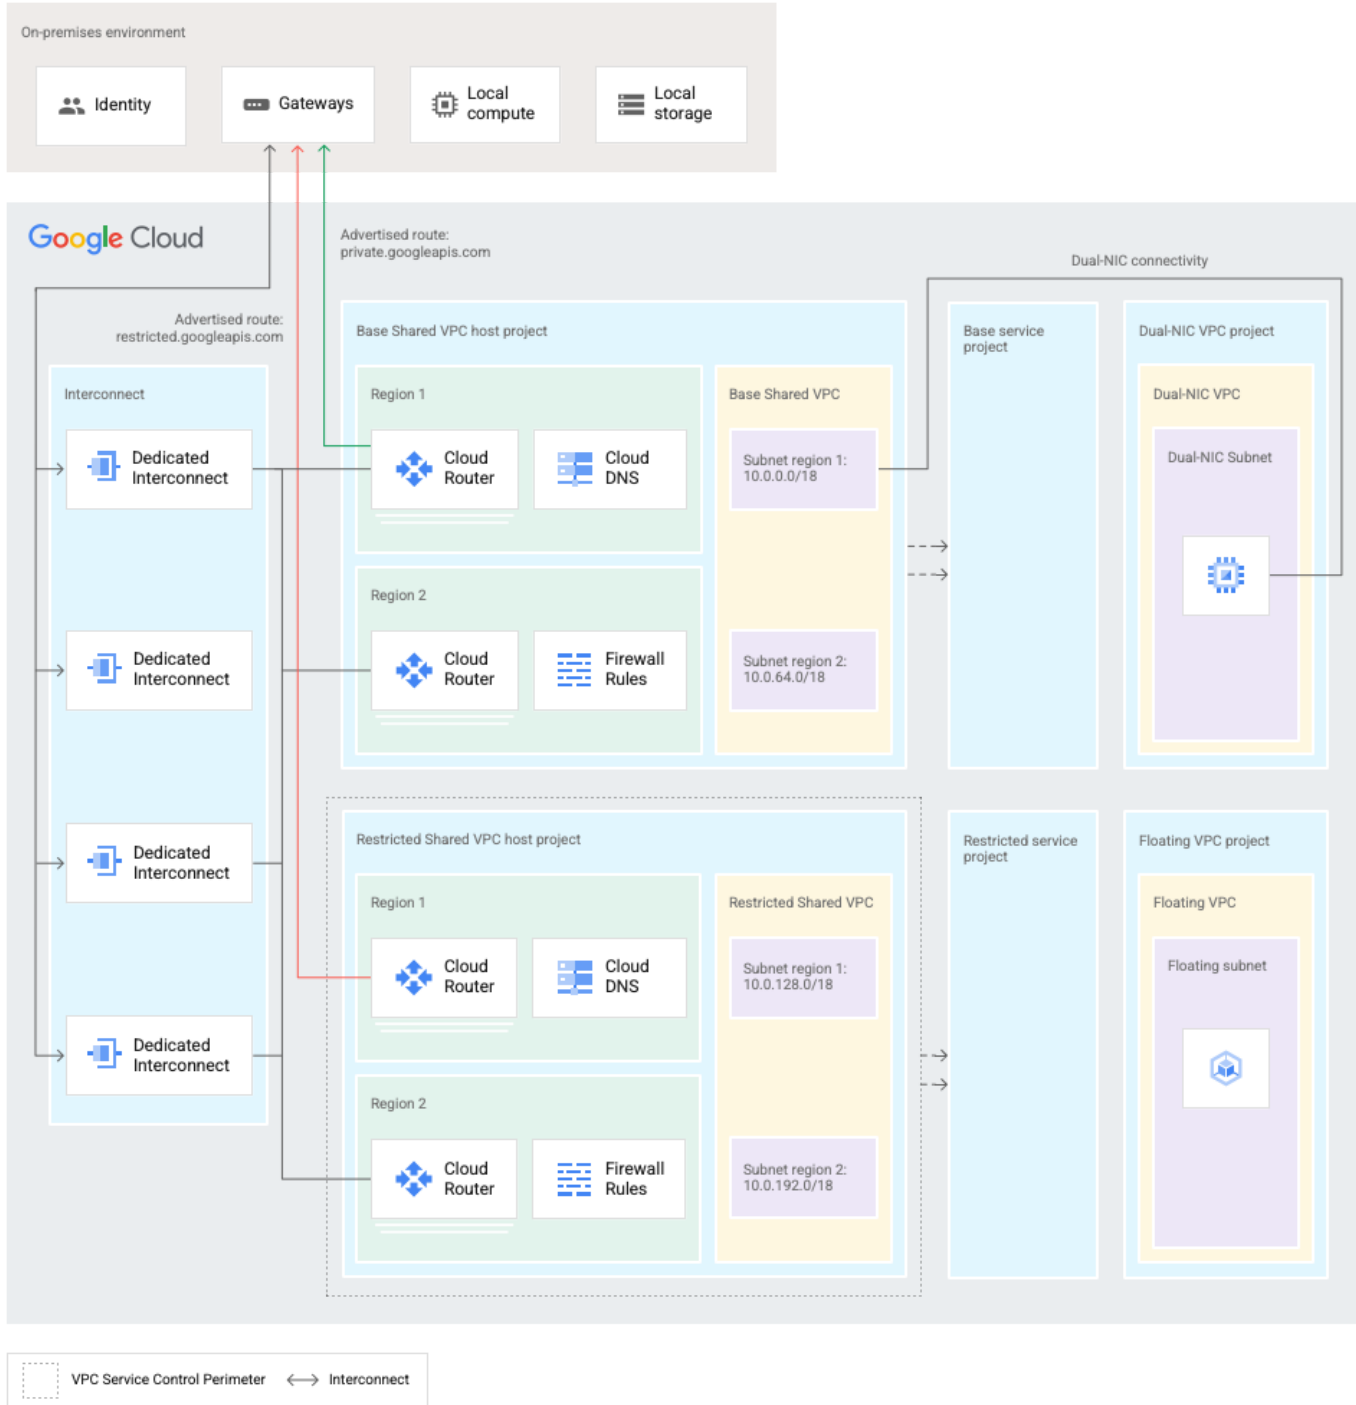 On-premises environment
Identity
Gateways
Local
compute
Local
storage
Google Cloud
Advertised route:
private.googleapis.com
Dual-NIC connectivity
Advertised route:
restricted.googleapis.com
Interconnect
Dedicated
Interconnect
Dedicated
Interconnect
Dedicated
Interconnect
Dedicated
Interconnect
Base Shared VPC host project
Region 1
Cloud
Router
Cloud
DNS
Region 2
Cloud
Router
Firewall
Rules
Base Shared VPC
Subnet region 1:
10.0.0.0/18
Subnet region 2:
10.0.64.0/18
Base service
project
Dual-NIC VPC project
Dual-NIC VPC
Dual-NIC Subnet
Restricted Shared VPC host project
Region 1
Cloud
Router
Cloud
DNS
Region 2
Cloud
Router
Firewall
Rules
Restricted Shared VPC
Subnet region 1:
10.0.128.0/18
Subnet region 2:
10.0.192.0/18
Restricted service
project
Floating VPC project
Floating VPC
Floating subnet
VPC Service Control Perimeter
Interconnect